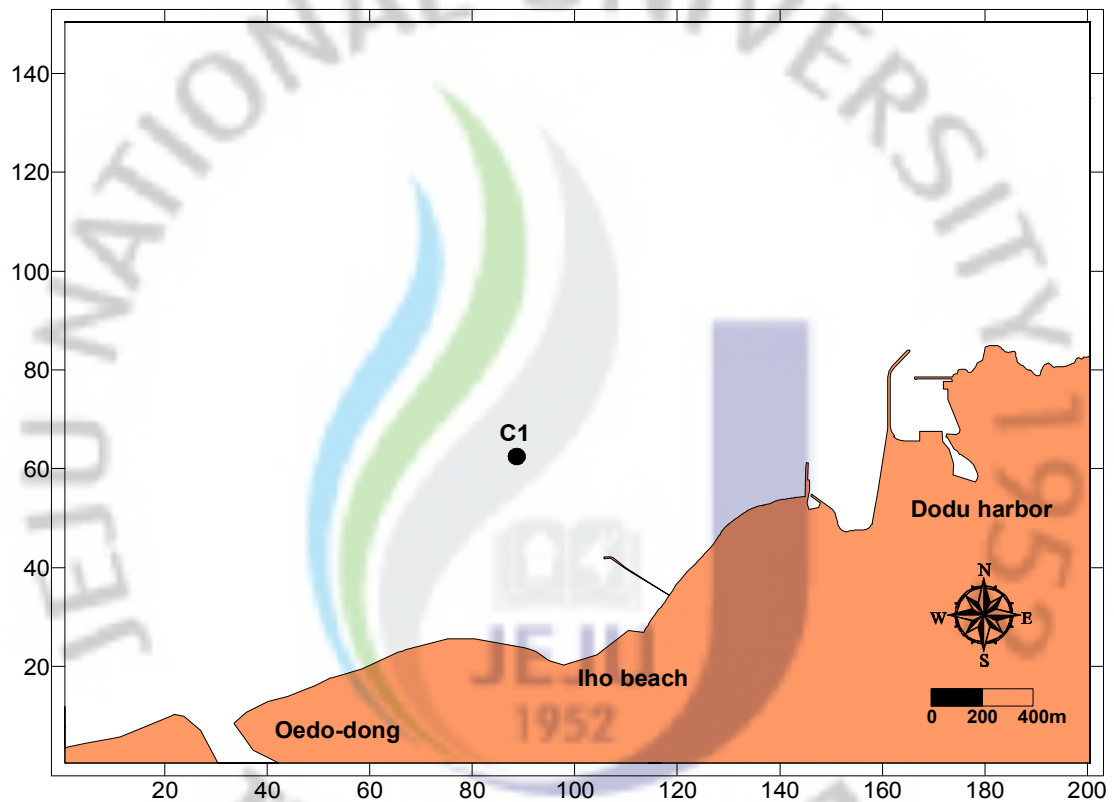 JEJU NATIONAL UNIVERSITY 1952
140
120
100
80
60
40
20
C1
Dodu harbor
N
W E
S
JEJU
Iho beach
1952
Oedo-dong
0 200 400m
20 40 60 80 100 120 140 160 180 200